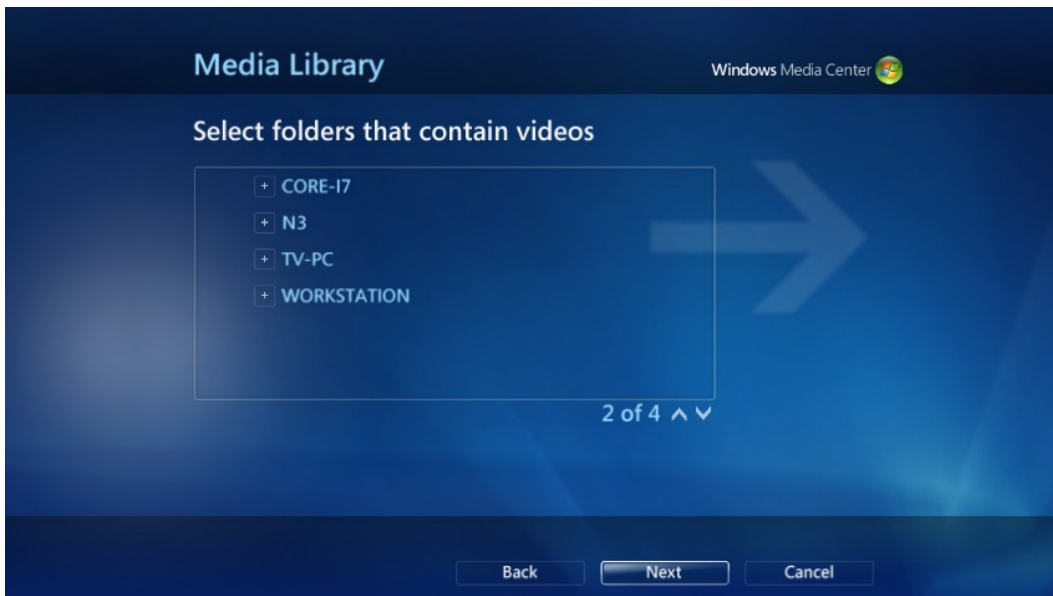 Media Library
Windows Media Center
Select folders that contain videos
+ CORE-I7
+ N3
+ TV-PC
+ WORKSTATION
2 of 4
Back
Next
Cancel